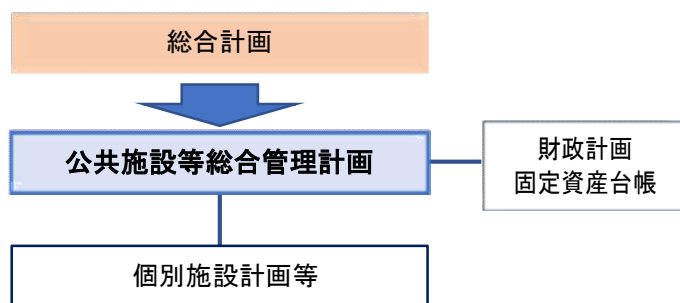 総合計画
公共施設等総合管理計画
財政計画
固定資産台帳
個別施設計画等